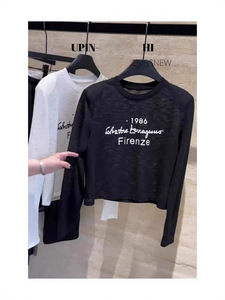 UPIN HI
NEW
· 1986
Salvatore Ferragamo
Firenze